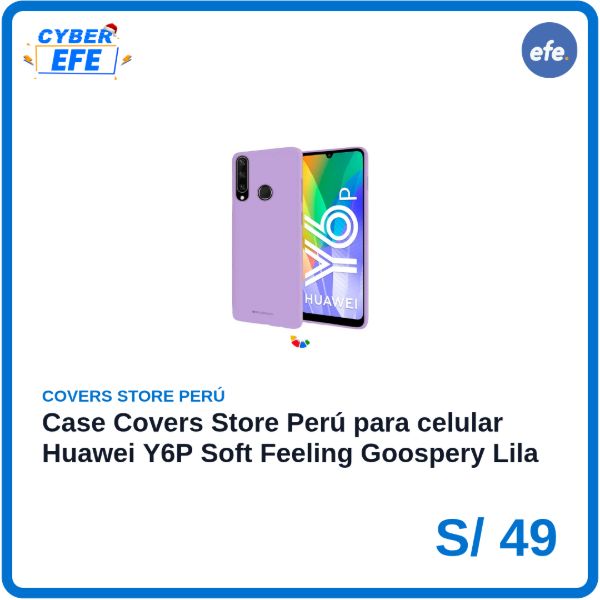 CYBER
EFE
efe.
Y6P
HUAWEI
COVERS STORE PERÚ
Case Covers Store Perú para celular
Huawei Y6P Soft Feeling Goospery Lila
S/ 49